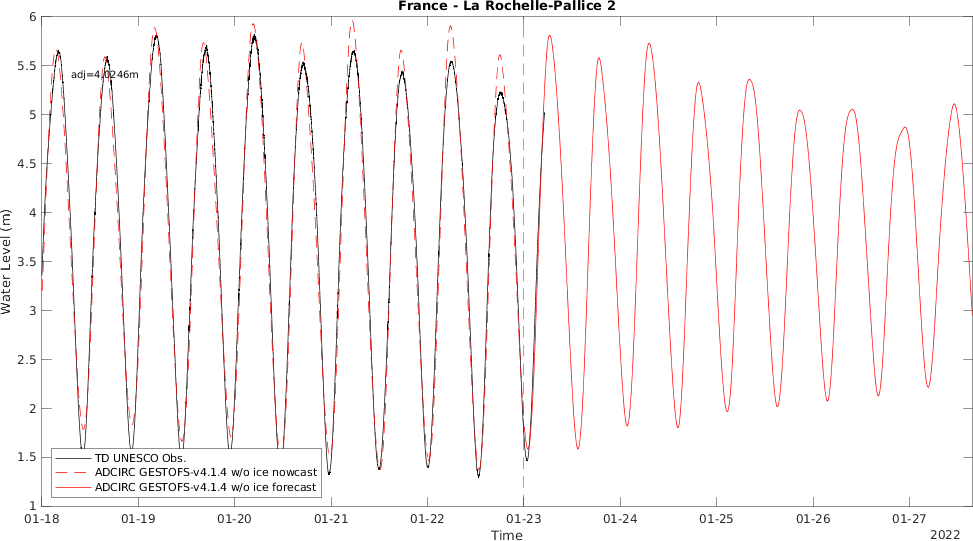 France - La Rochelle-Pallice 2
6
5.5
5
4.5
4
3.5
3
2.5
2
1.5
1
Water Level (m)
adj=4.0246m
TD UNESCO Obs.
ADCIRC GESTOFS-v4.1.4 w/o ice nowcast
ADCIRC GESTOFS-v4.1.4 w/o ice forecast
01-18 01-19 01-20 01-21 01-22 01-23 01-24 01-25 01-26 01-27
Time
2022